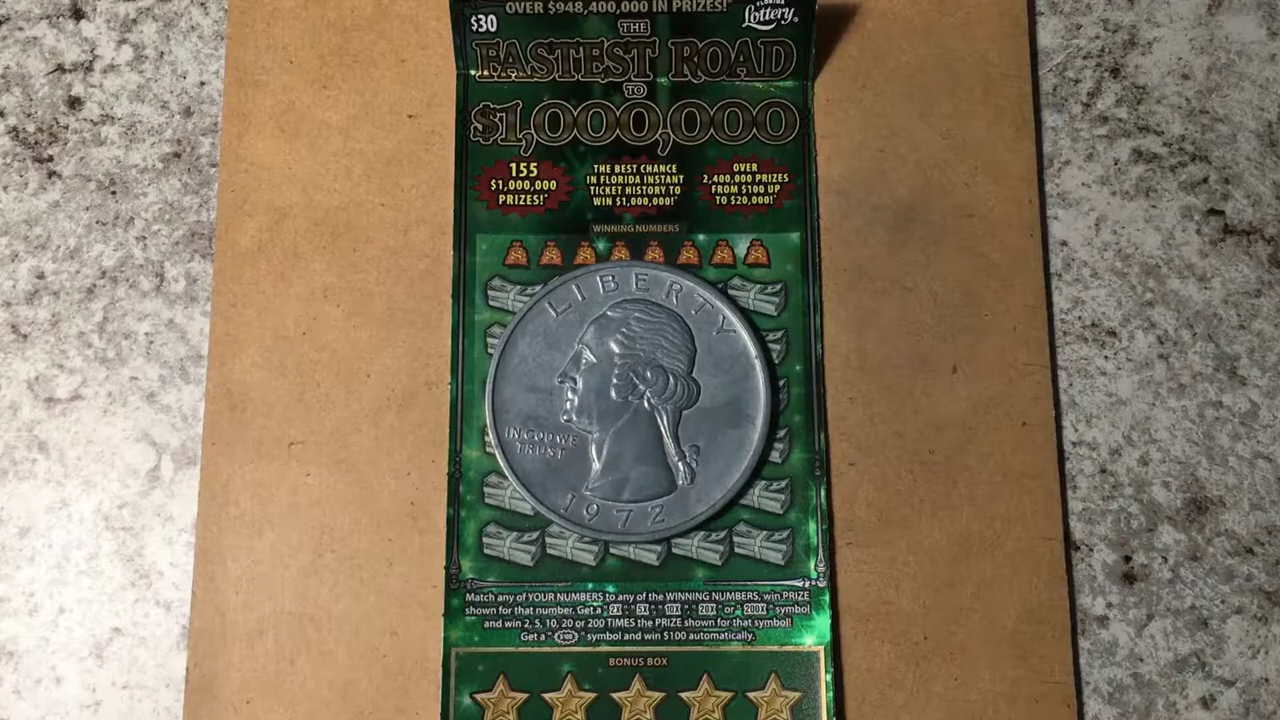 OVER $948,400,000 IN PRIZES!*
$30
FLORIDA
Lottery®
THE
FASTEST ROAD
TO
$1,000,000
155
$1,000,000
PRIZES!*
THE BEST CHANCE
IN FLORIDA INSTANT
TICKET HISTORY TO
WIN $1,000,000!*
OVER
2,400,000 PRIZES
FROM $100 UP
TO $20,000!*
WINNING NUMBERS
LIBERTY
IN GOD WE
TRUST
1972
Match any of YOUR NUMBERS to any of the WINNING NUMBERS, win PRIZE
shown for that number. Get a "2X", "5X", "10X", "20X" or "200X" symbol
and win 2, 5, 10, 20 or 200 TIMES the PRIZE shown for that symbol!
Get a "$100" symbol and win $100 automatically.
BONUS BOX